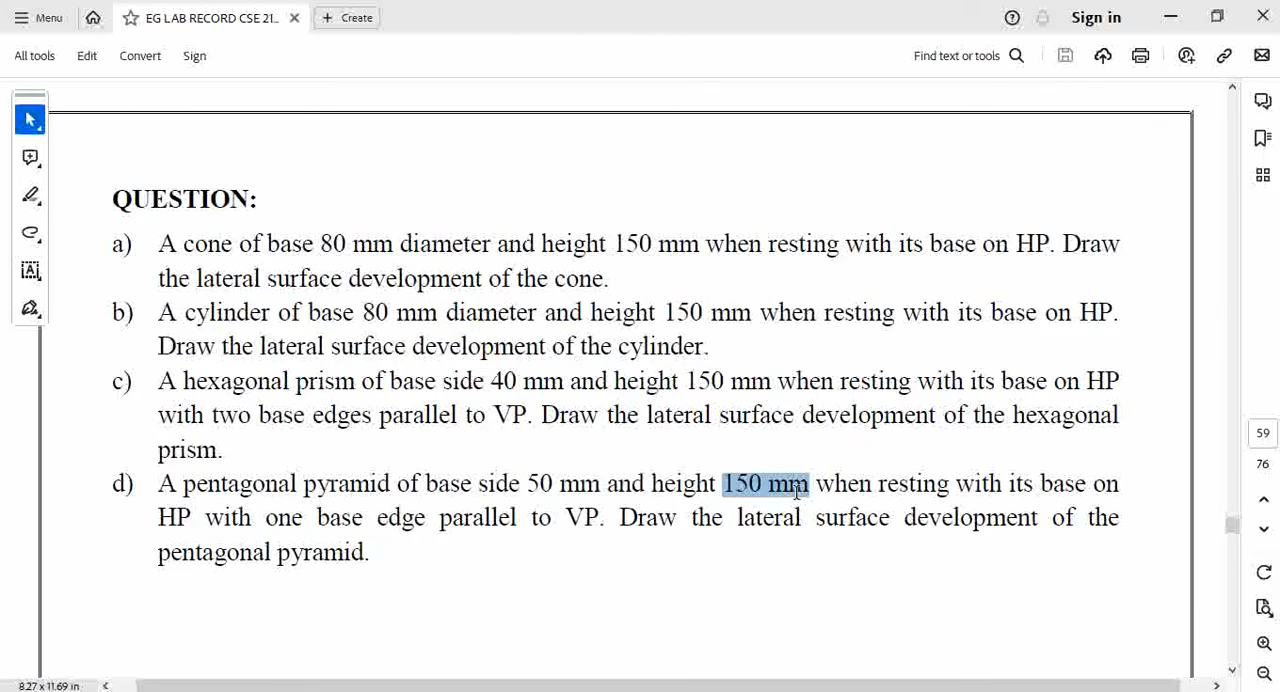 Menu
EG LAB RECORD CSE 21...
Create
Sign in
All tools
Edit
Convert
Sign
Find text or tools
QUESTION:
a) A cone of base 80 mm diameter and height 150 mm when resting with its base on HP. Draw
the lateral surface development of the cone.
b) A cylinder of base 80 mm diameter and height 150 mm when resting with its base on HP.
Draw the lateral surface development of the cylinder.
c) A hexagonal prism of base side 40 mm and height 150 mm when resting with its base on HP
with two base edges parallel to VP. Draw the lateral surface development of the hexagonal
prism.
d) A pentagonal pyramid of base side 50 mm and height 150 mm when resting with its base on
HP with one base edge parallel to VP. Draw the lateral surface development of the
pentagonal pyramid.
59
76
8.27 x 11.69 in